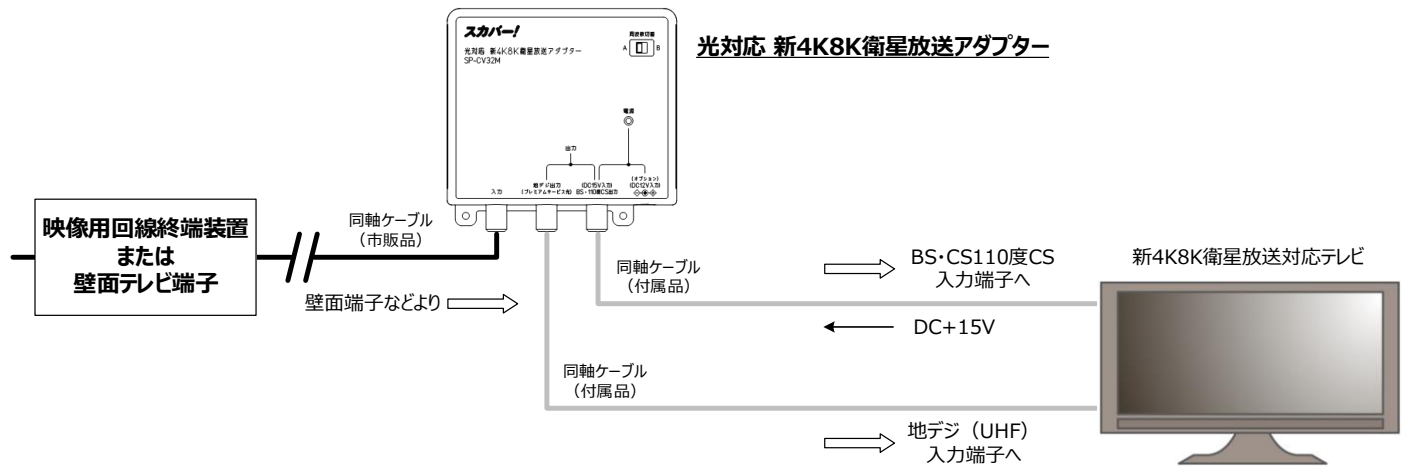 スカパー!
光対応 新4K8K衛星放送アダプター
SP-CV32M
周波数切替
A B
電源
出力
入力
地デジ出力
(プレミアムサービス光)
(DC15V入力)
BS・110度CS出力
(オプション)
(DC12V入力)
光対応 新4K8K衛星放送アダプター
映像用回線終端装置
または
壁面テレビ端子
同軸ケーブル
(市販品)
壁面端子などより
同軸ケーブル
(付属品)
BS・CS110度CS
入力端子へ
DC+15V
新4K8K衛星放送対応テレビ
同軸ケーブル
(付属品)
地デジ(UHF)
入力端子へ